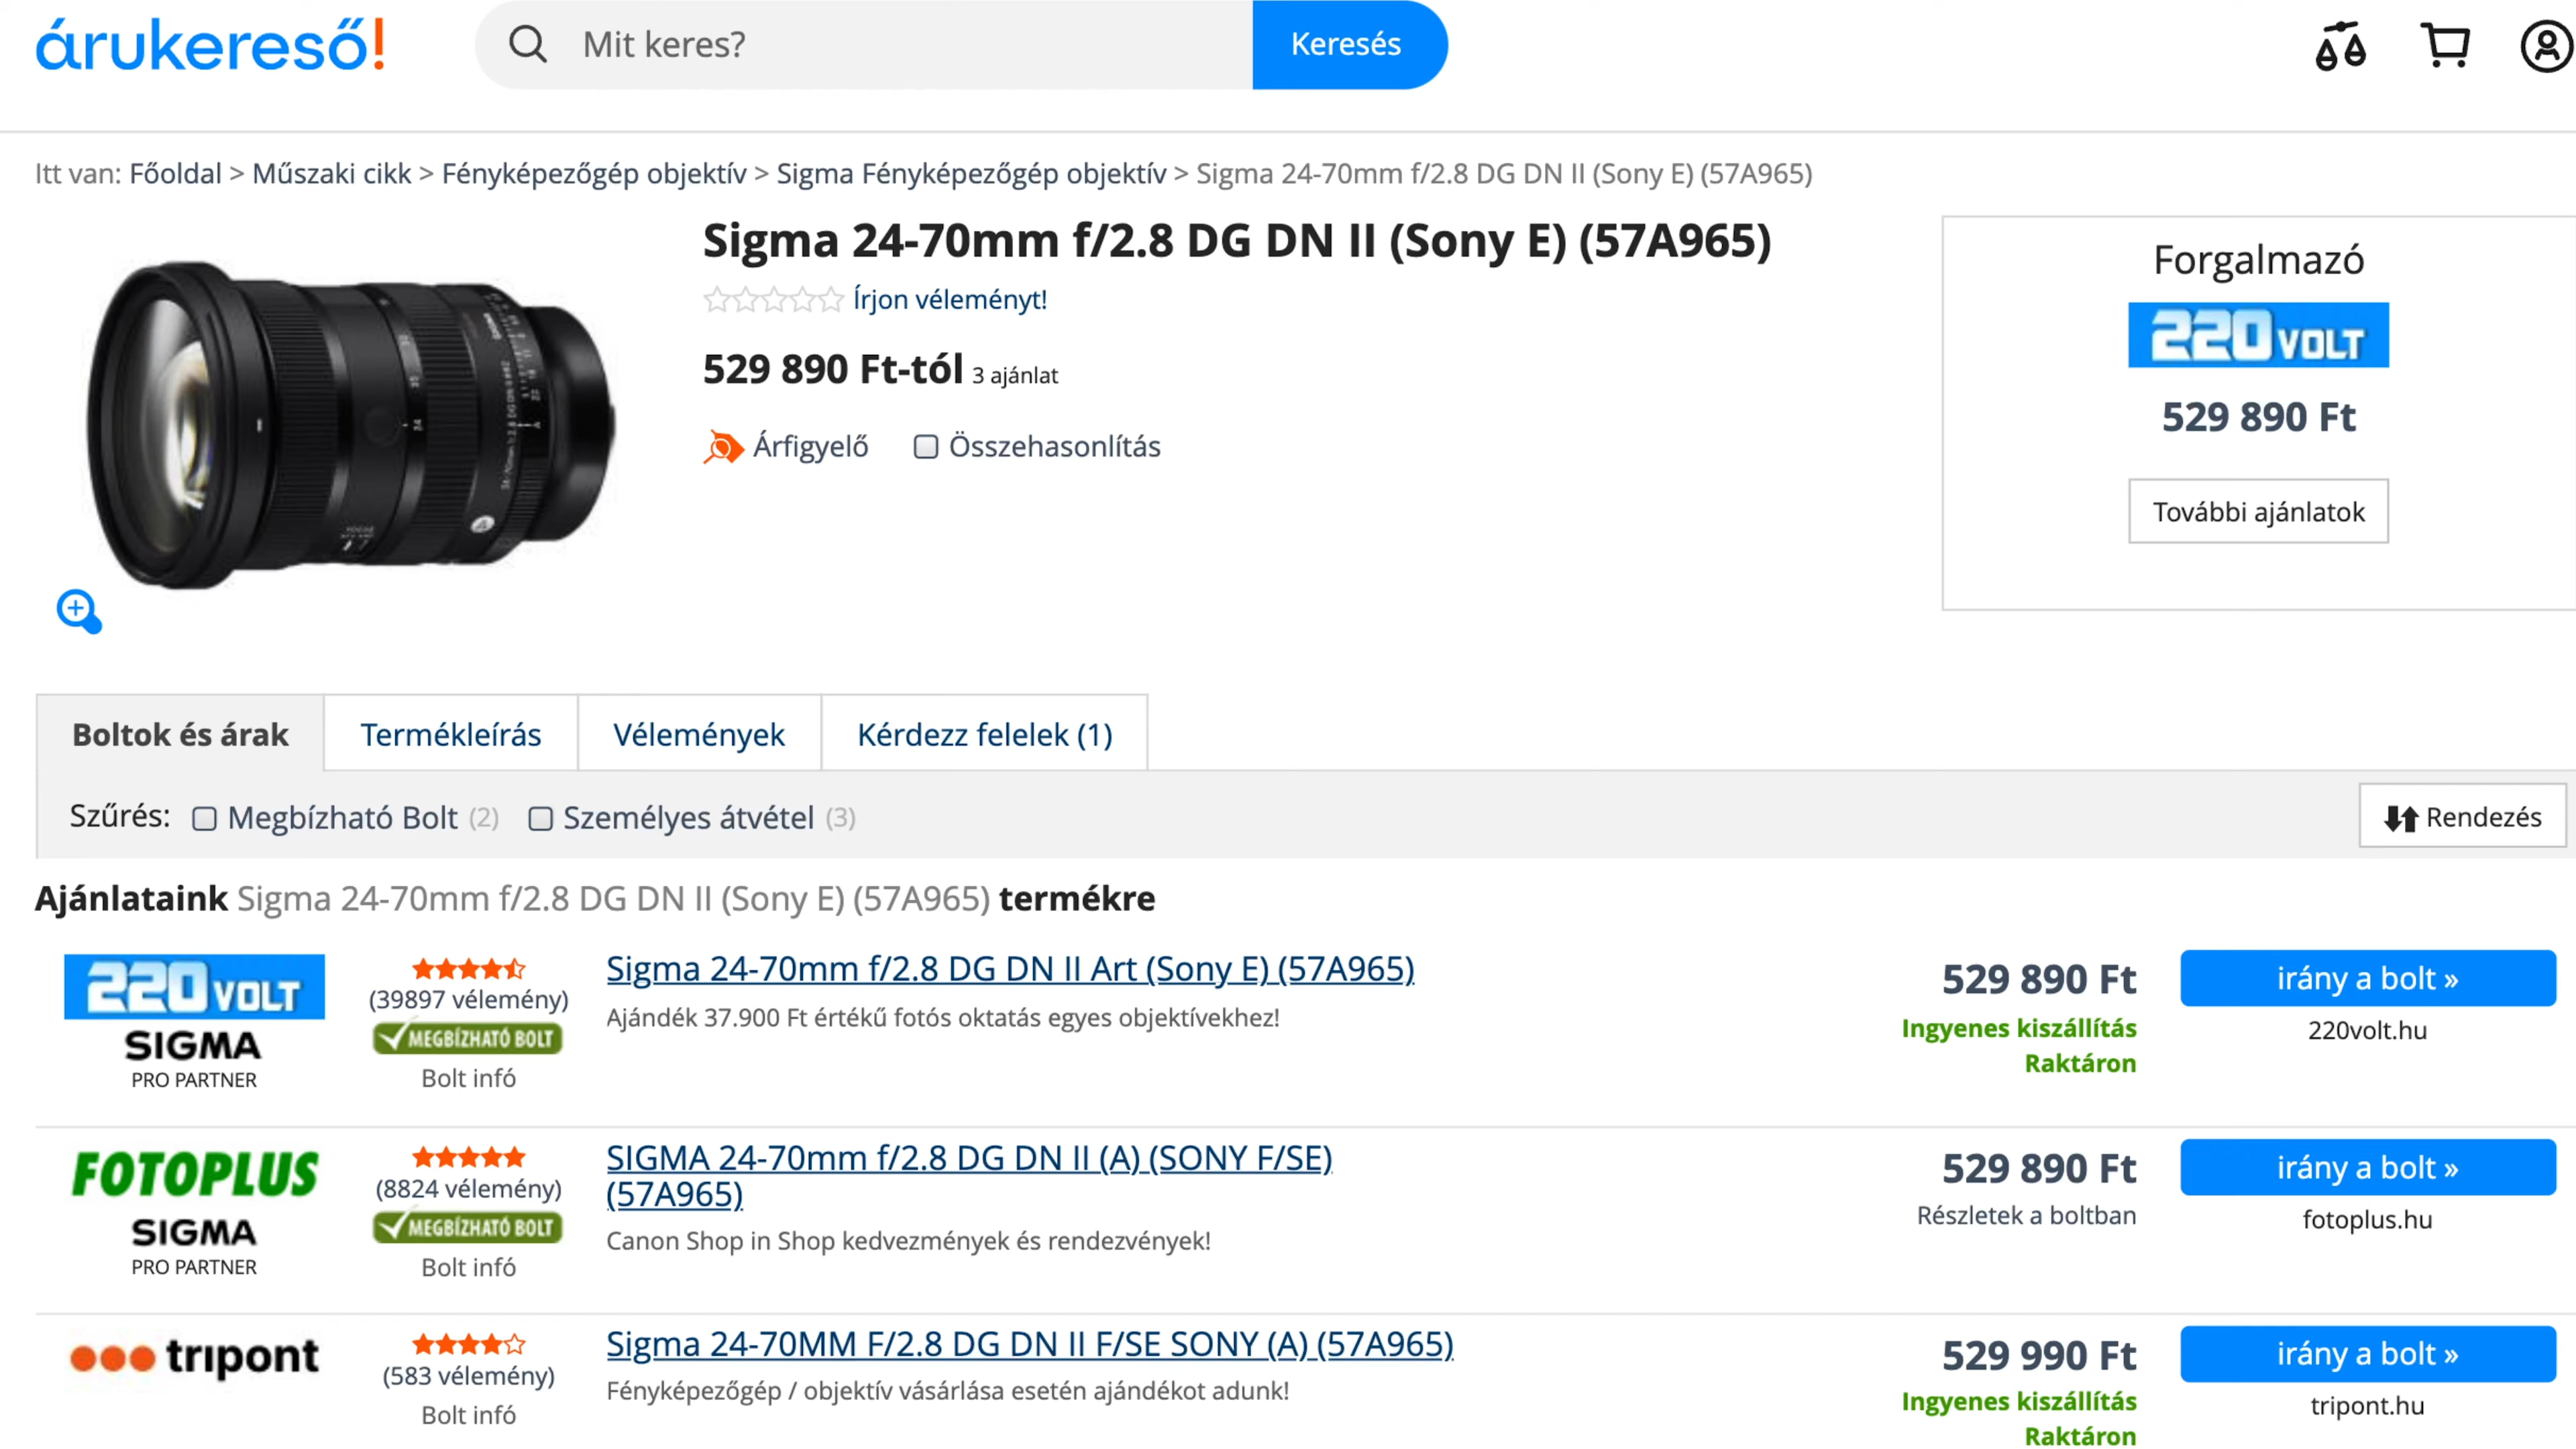 árukereső!
Mit keres?
Keresés
Itt van: Főoldal > Műszaki cikk > Fényképezőgép objektív > Sigma Fényképezőgép objektív > Sigma 24-70mm f/2.8 DG DN II (Sony E) (57A965)
Sigma 24-70mm f/2.8 DG DN II (Sony E) (57A965)
Írjon véleményt!
529 890 Ft-tól 3 ajánlat
Árfigyelő
Összehasonlítás
Forgalmazó
220 VOLT
529 890 Ft
További ajánlatok
Boltok és árak
Termékleírás
Vélemények
Kérdezz felelek (1)
Szűrés: Megbízható Bolt (2) Személyes átvétel (3)
Rendezés
Ajánlataink Sigma 24-70mm f/2.8 DG DN II (Sony E) (57A965) termékre
220 VOLT
SIGMA
PRO PARTNER
(39897 vélemény)
MEGBÍZHATÓ BOLT
Bolt infó
Sigma 24-70mm f/2.8 DG DN II Art (Sony E) (57A965)
Ajándék 37.900 Ft értékű fotós oktatás egyes objektívekhez!
529 890 Ft
Ingyenes kiszállítás
Raktáron
irány a bolt »
220volt.hu
FOTOPLUS
SIGMA
PRO PARTNER
(8824 vélemény)
MEGBÍZHATÓ BOLT
Bolt infó
SIGMA 24-70mm f/2.8 DG DN II (A) (SONY F/SE)
(57A965)
Canon Shop in Shop kedvezmények és rendezvények!
529 890 Ft
Részletek a boltban
irány a bolt »
fotoplus.hu
tripont
(583 vélemény)
Bolt infó
Sigma 24-70MM F/2.8 DG DN II F/SE SONY (A) (57A965)
Fényképezőgép / objektív vásárlása esetén ajándékot adunk!
529 990 Ft
Ingyenes kiszállítás
Raktáron
irány a bolt »
tripont.hu